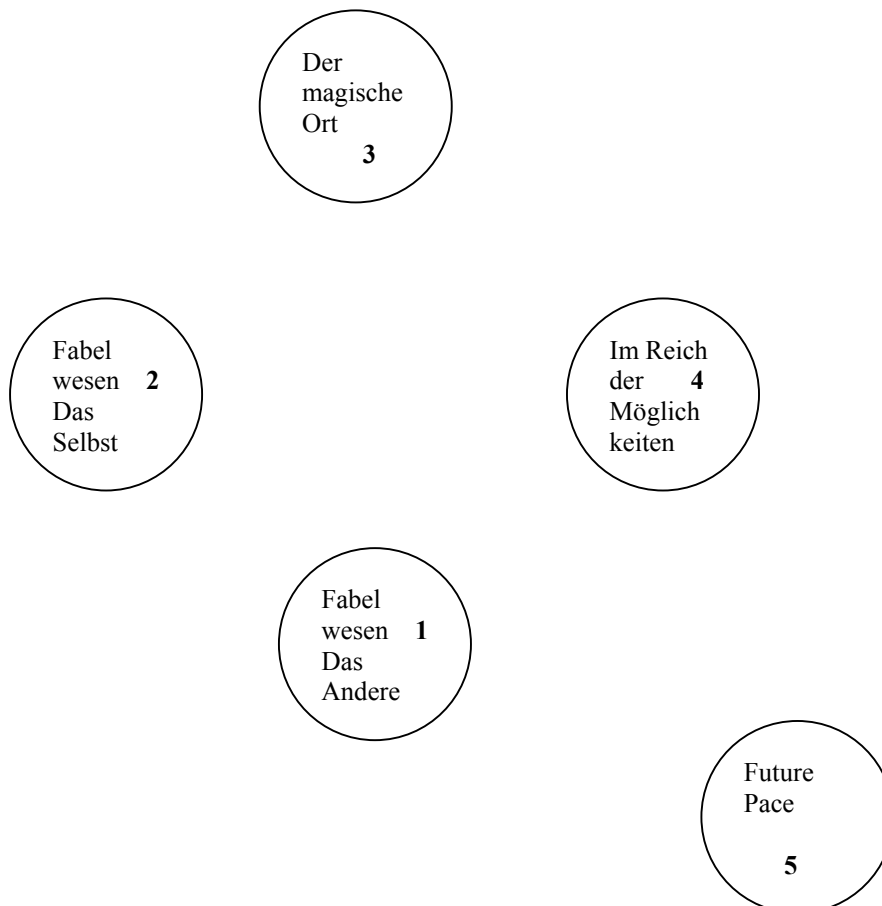 Der
magische
Ort
3
Fabel
wesen 2
Das
Selbst
Im Reich
der 4
Möglich
keiten
Fabel
wesen 1
Das
Andere
Future
Pace
5